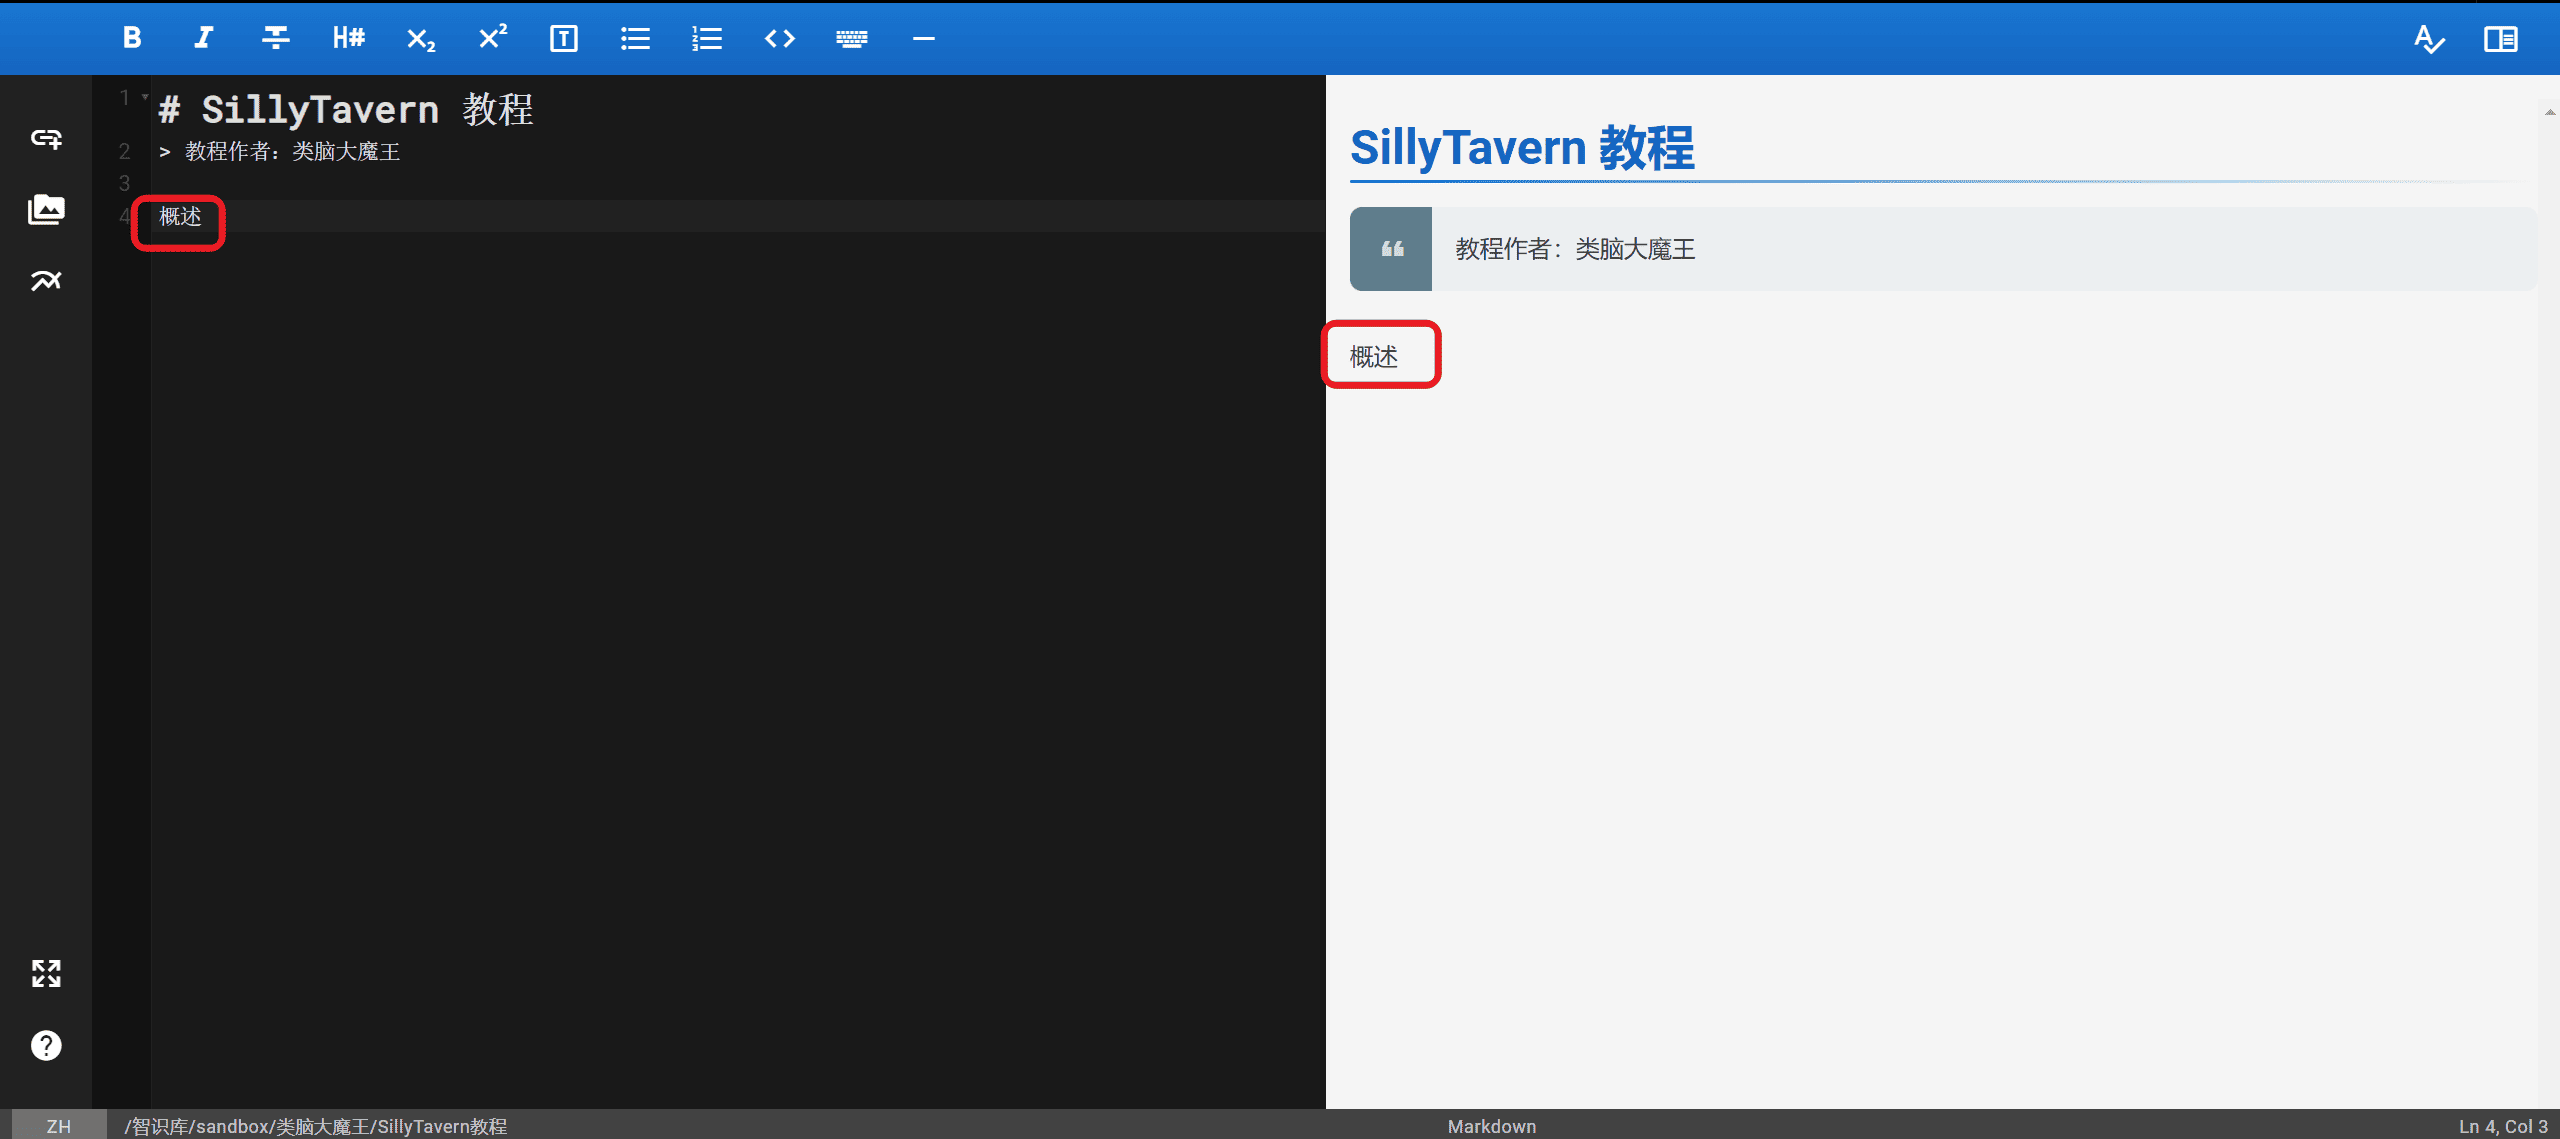 B I H# X₂ X² T
1 # SillyTavern 教程
2 > 教程作者：类脑大魔王
3
4 概述
SillyTavern 教程
教程作者：类脑大魔王
概述
ZH /智识库/sandbox/类脑大魔王/SillyTavern教程 Markdown Ln 4, Col 3